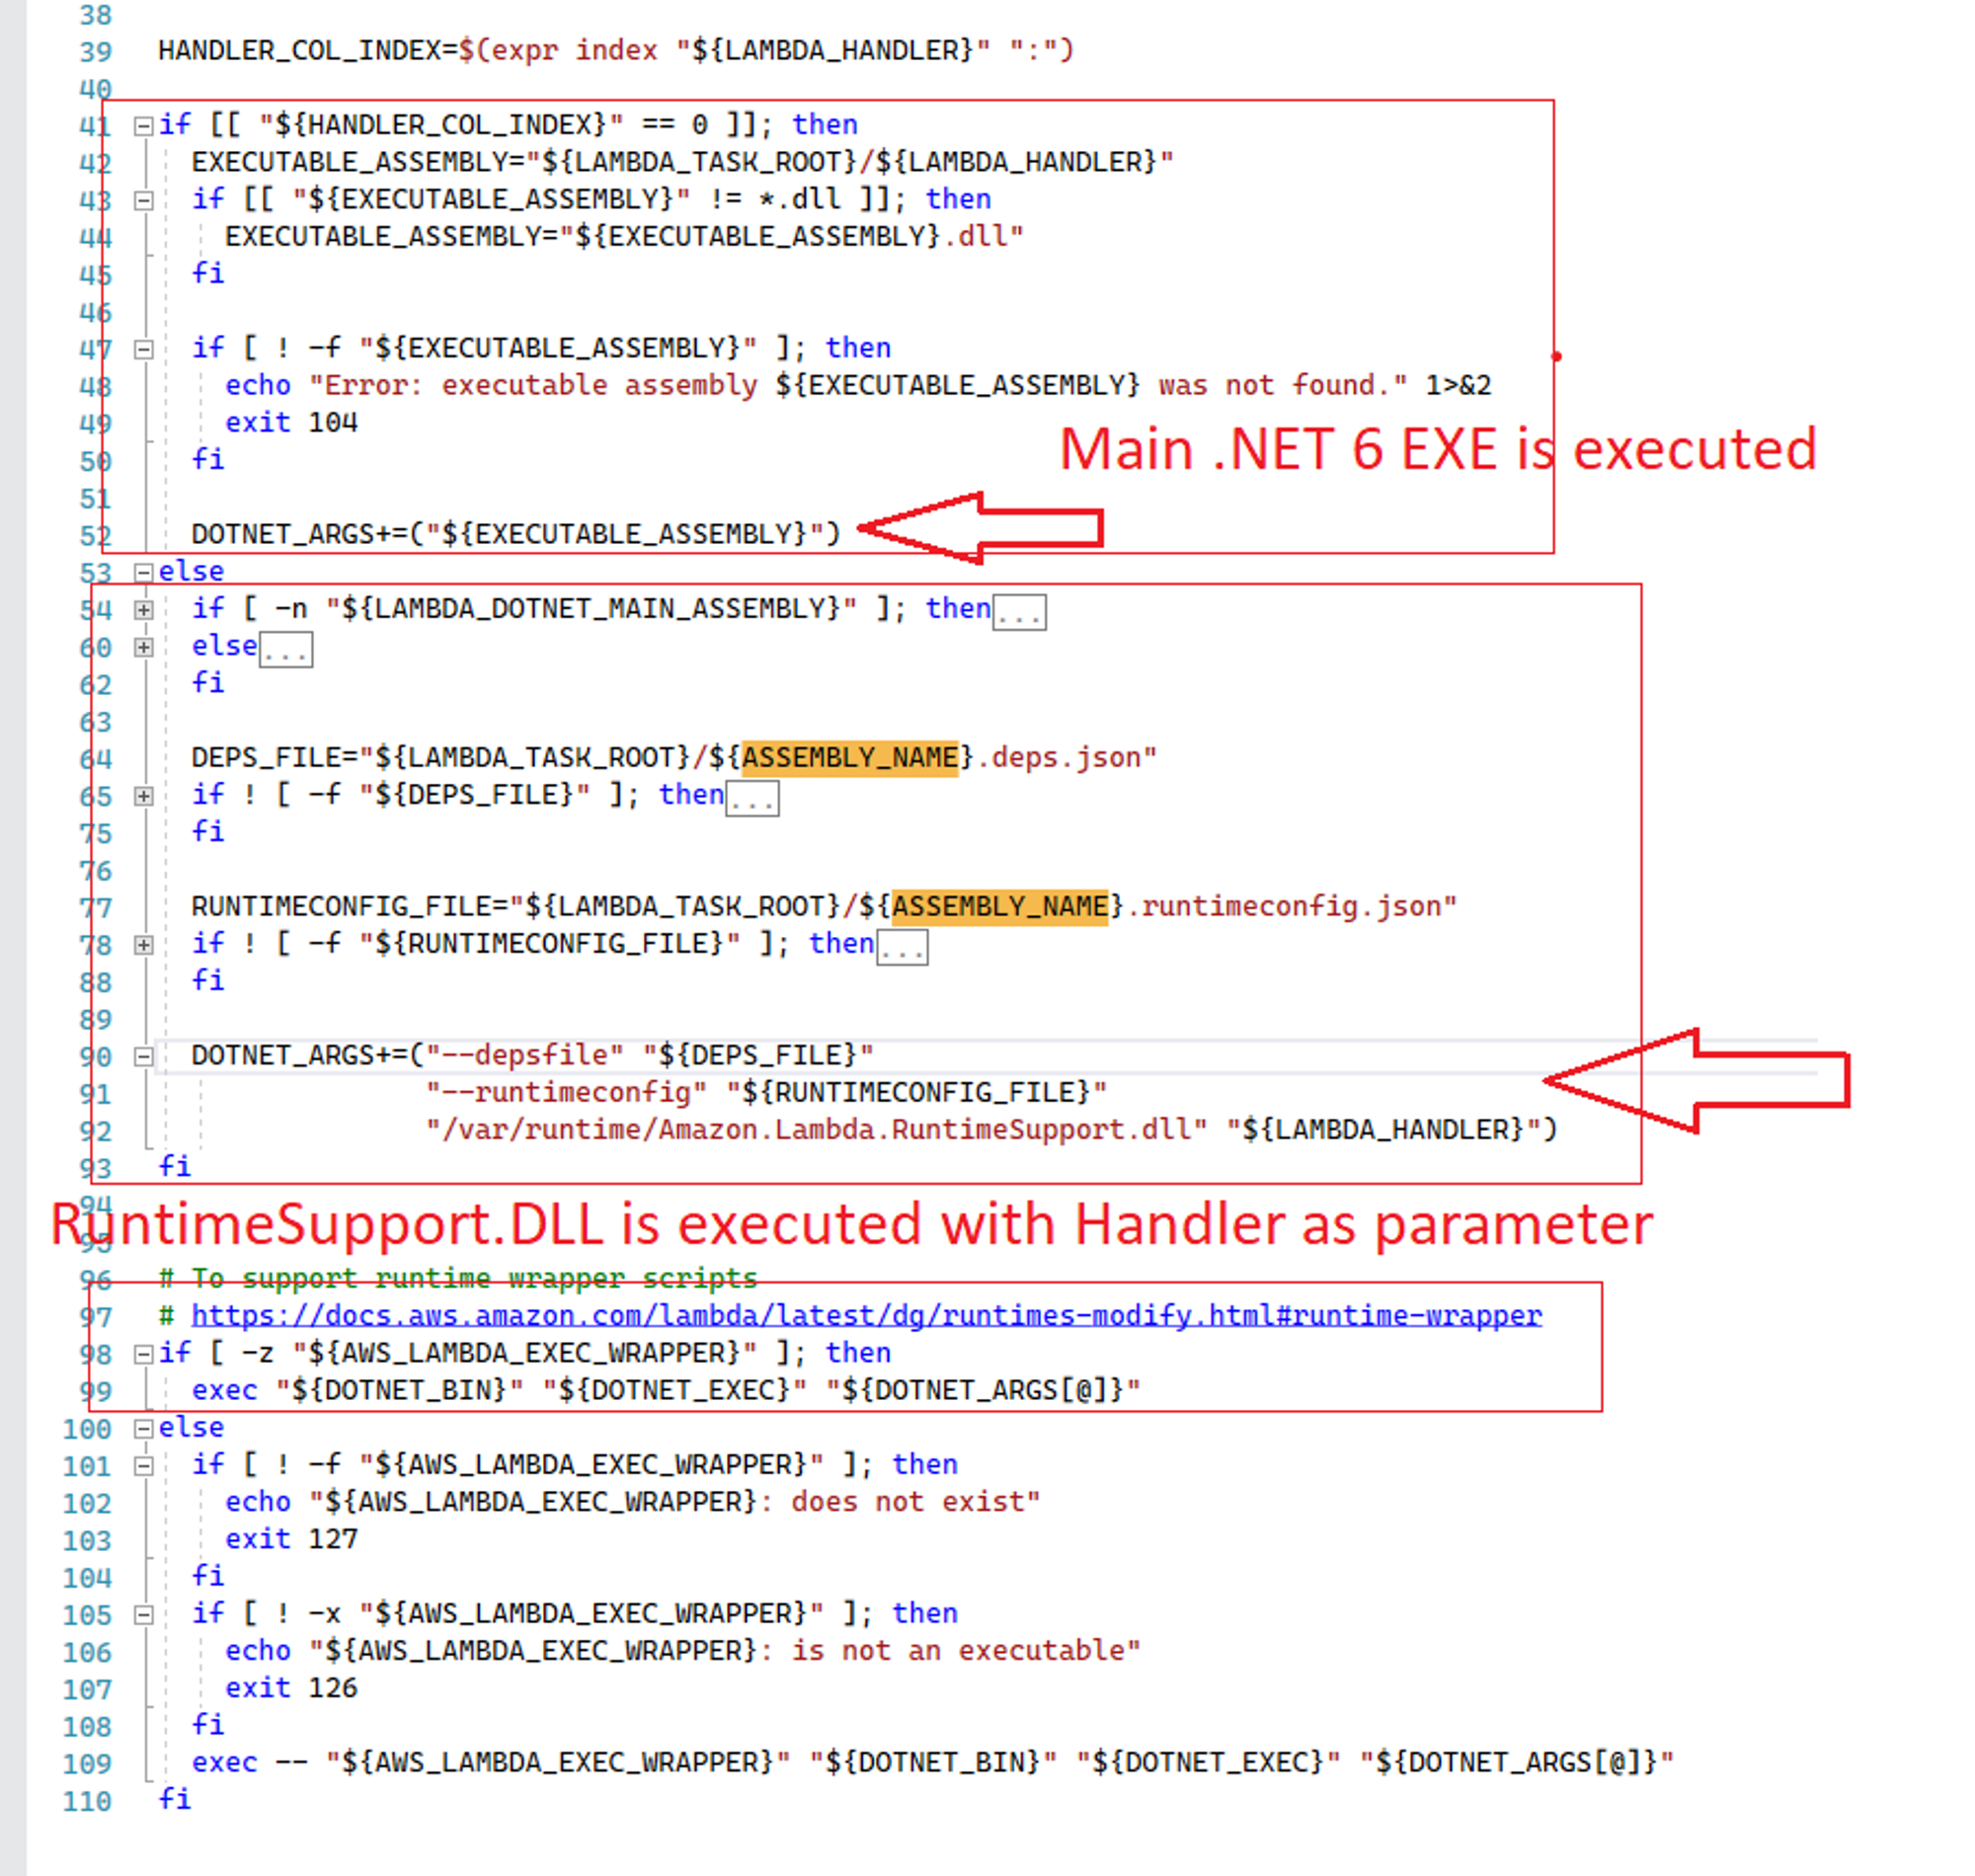 38
39 HANDLER_COL_INDEX=$(expr index "${LAMBDA_HANDLER}" ":")
40
41 if [[ "${HANDLER_COL_INDEX}" == 0 ]]; then
42 EXECUTABLE_ASSEMBLY="${LAMBDA_TASK_ROOT}/${LAMBDA_HANDLER}"
43 if [[ "${EXECUTABLE_ASSEMBLY}" != *.dll ]]; then
44 EXECUTABLE_ASSEMBLY="${EXECUTABLE_ASSEMBLY}.dll"
45 fi
46
47 if [ ! -f "${EXECUTABLE_ASSEMBLY}" ]; then
48 echo "Error: executable assembly ${EXECUTABLE_ASSEMBLY} was not found." 1>&2
49 exit 104
Main .NET 6 EXE is executed
50 fi
51
52 DOTNET_ARGS+=("${EXECUTABLE_ASSEMBLY}")
53 else
54 if [ -n "${LAMBDA_DOTNET_MAIN_ASSEMBLY}" ]; then...
60 else...
62 fi
63
64 DEPS_FILE="${LAMBDA_TASK_ROOT}/${ASSEMBLY_NAME}.deps.json"
65 if ! [ -f "${DEPS_FILE}" ]; then...
75 fi
76
77 RUNTIMECONFIG_FILE="${LAMBDA_TASK_ROOT}/${ASSEMBLY_NAME}.runtimeconfig.json"
78 if ! [ -f "${RUNTIMECONFIG_FILE}" ]; then...
88 fi
89
90 DOTNET_ARGS+=("--depsfile" "${DEPS_FILE}"
91 "--runtimeconfig" "${RUNTIMECONFIG_FILE}"
92 "/var/runtime/Amazon.Lambda.RuntimeSupport.dll" "${LAMBDA_HANDLER}")
93 fi
94
RuntimeSupport.DLL is executed with Handler as parameter
95
96 # To support runtime wrapper scripts
97 # https://docs.aws.amazon.com/lambda/latest/dg/runtimes-modify.html#runtime-wrapper
98 if [ -z "${AWS_LAMBDA_EXEC_WRAPPER}" ]; then
99 exec "${DOTNET_BIN}" "${DOTNET_EXEC}" "${DOTNET_ARGS[@]}"
100 else
101 if [ ! -f "${AWS_LAMBDA_EXEC_WRAPPER}" ]; then
102 echo "${AWS_LAMBDA_EXEC_WRAPPER}: does not exist"
103 exit 127
104 fi
105 if [ ! -x "${AWS_LAMBDA_EXEC_WRAPPER}" ]; then
106 echo "${AWS_LAMBDA_EXEC_WRAPPER}: is not an executable"
107 exit 126
108 fi
109 exec -- "${AWS_LAMBDA_EXEC_WRAPPER}" "${DOTNET_BIN}" "${DOTNET_EXEC}" "${DOTNET_ARGS[@]}"
110 fi